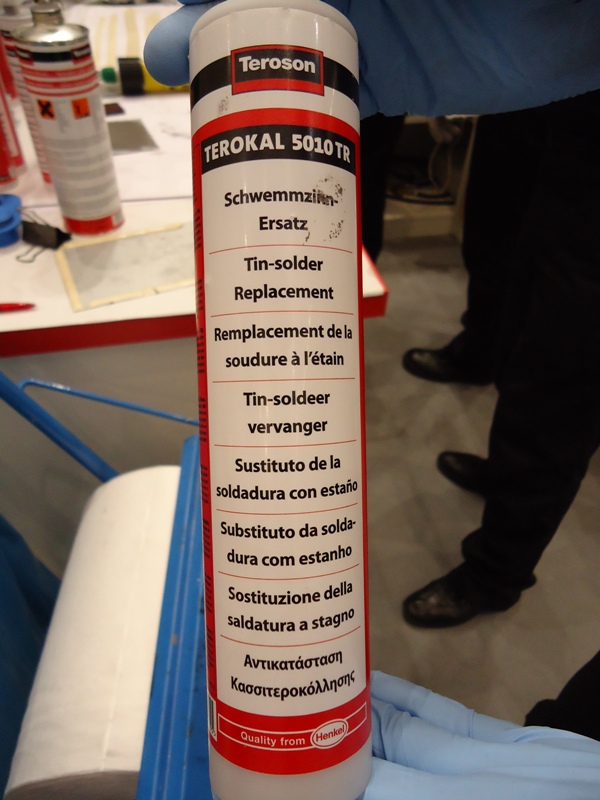 Teroson
TEROKAL 5010 TR
Schwemmzinn-
Ersatz
Tin-solder
Replacement
Remplacement de la
soudure à l'étain
Tin-soldeer
vervanger
Sustituto de la
soldadura con estaño
Substituto da solda-
dura com estanho
Sostituzione della
saldatura a stagno
Αντικατάσταση
Κασσιτεροκόλλησης
Quality from Henkel